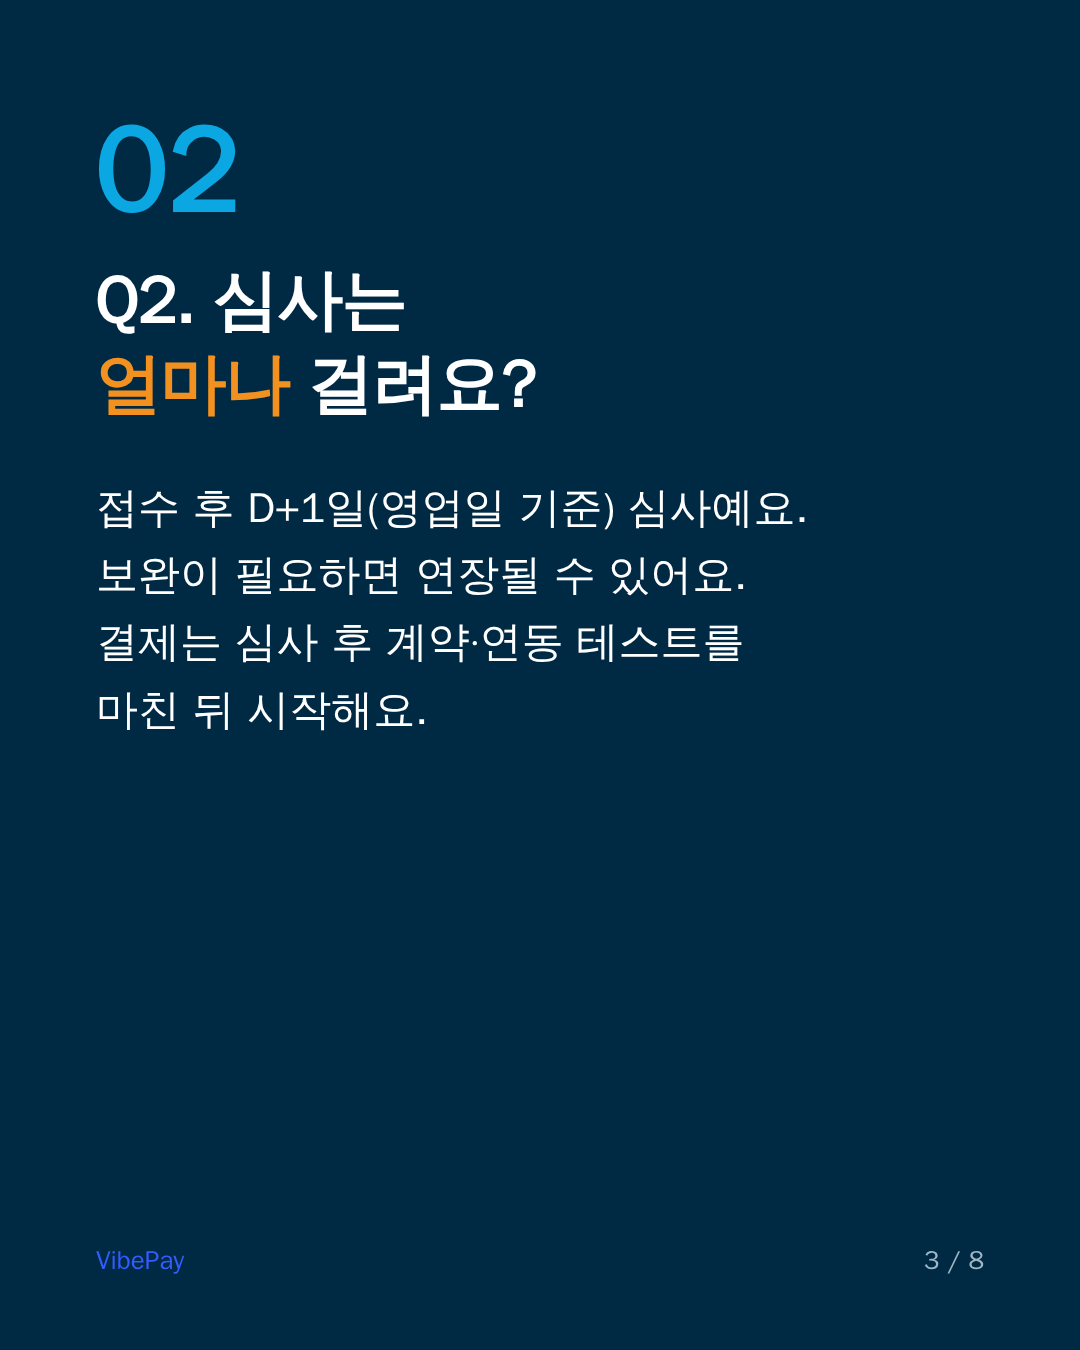 02
Q2. 심사는
얼마나 걸려요?
접수 후 D+1일(영업일 기준) 심사예요.
보완이 필요하면 연장될 수 있어요.
결제는 심사 후 계약·연동 테스트를
마친 뒤 시작해요.
VibePay
3 / 8